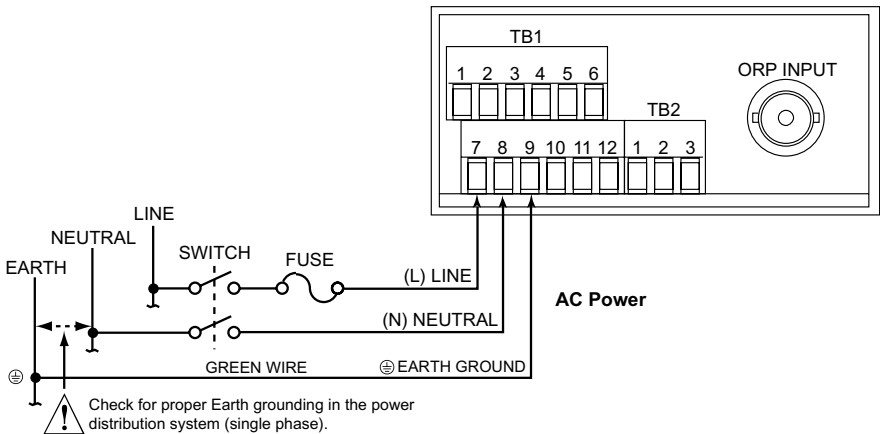 TB1
1 2 3 4 5 6
ORP INPUT
TB2
7 8 9 10 11 12 1 2 3
LINE
NEUTRAL
EARTH
SWITCH
FUSE
(L) LINE
AC Power
(N) NEUTRAL
GREEN WIRE
EARTH GROUND
!
Check for proper Earth grounding in the power
distribution system (single phase).